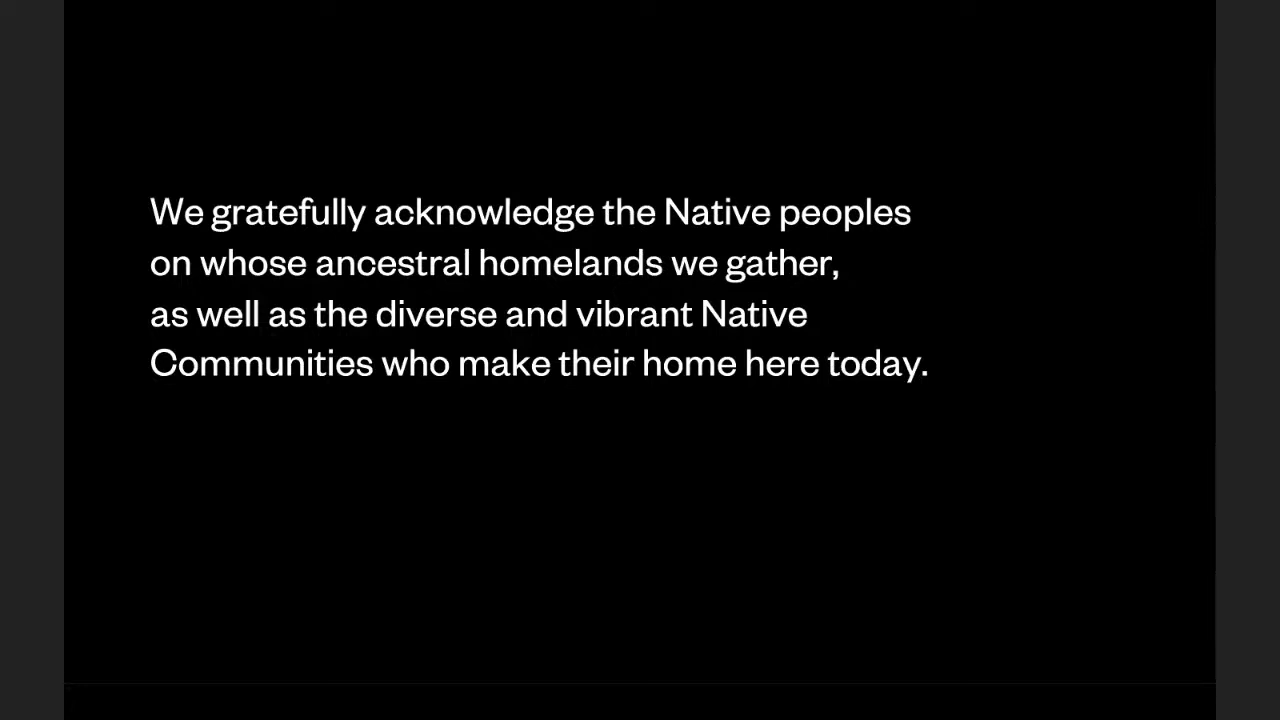 We gratefully acknowledge the Native peoples
on whose ancestral homelands we gather,
as well as the diverse and vibrant Native
Communities who make their home here today.